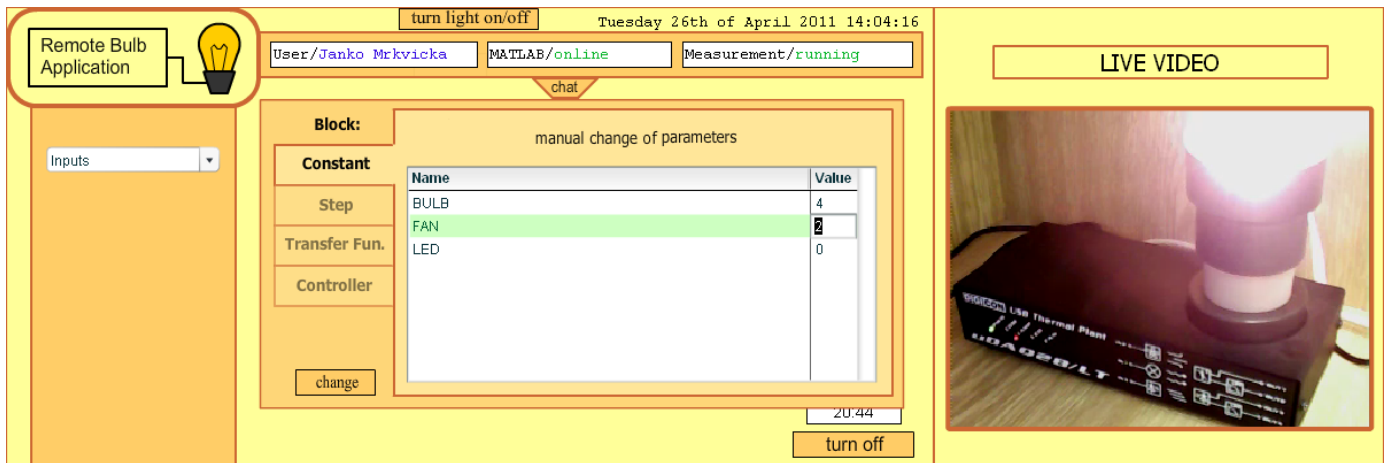 turn light on/off
Tuesday 26th of April 2011 14:04:16
Remote Bulb
Application
User/Janko Mrkvicka
MATLAB/online
Measurement/running
LIVE VIDEO
chat
Inputs
Block:
Constant
Step
Transfer Fun.
Controller
change
manual change of parameters
Name Value
BULB 4
FAN 2
LED 0
20:44
turn off
DIGICON USB Thermal Plant
uDAQ28/LT